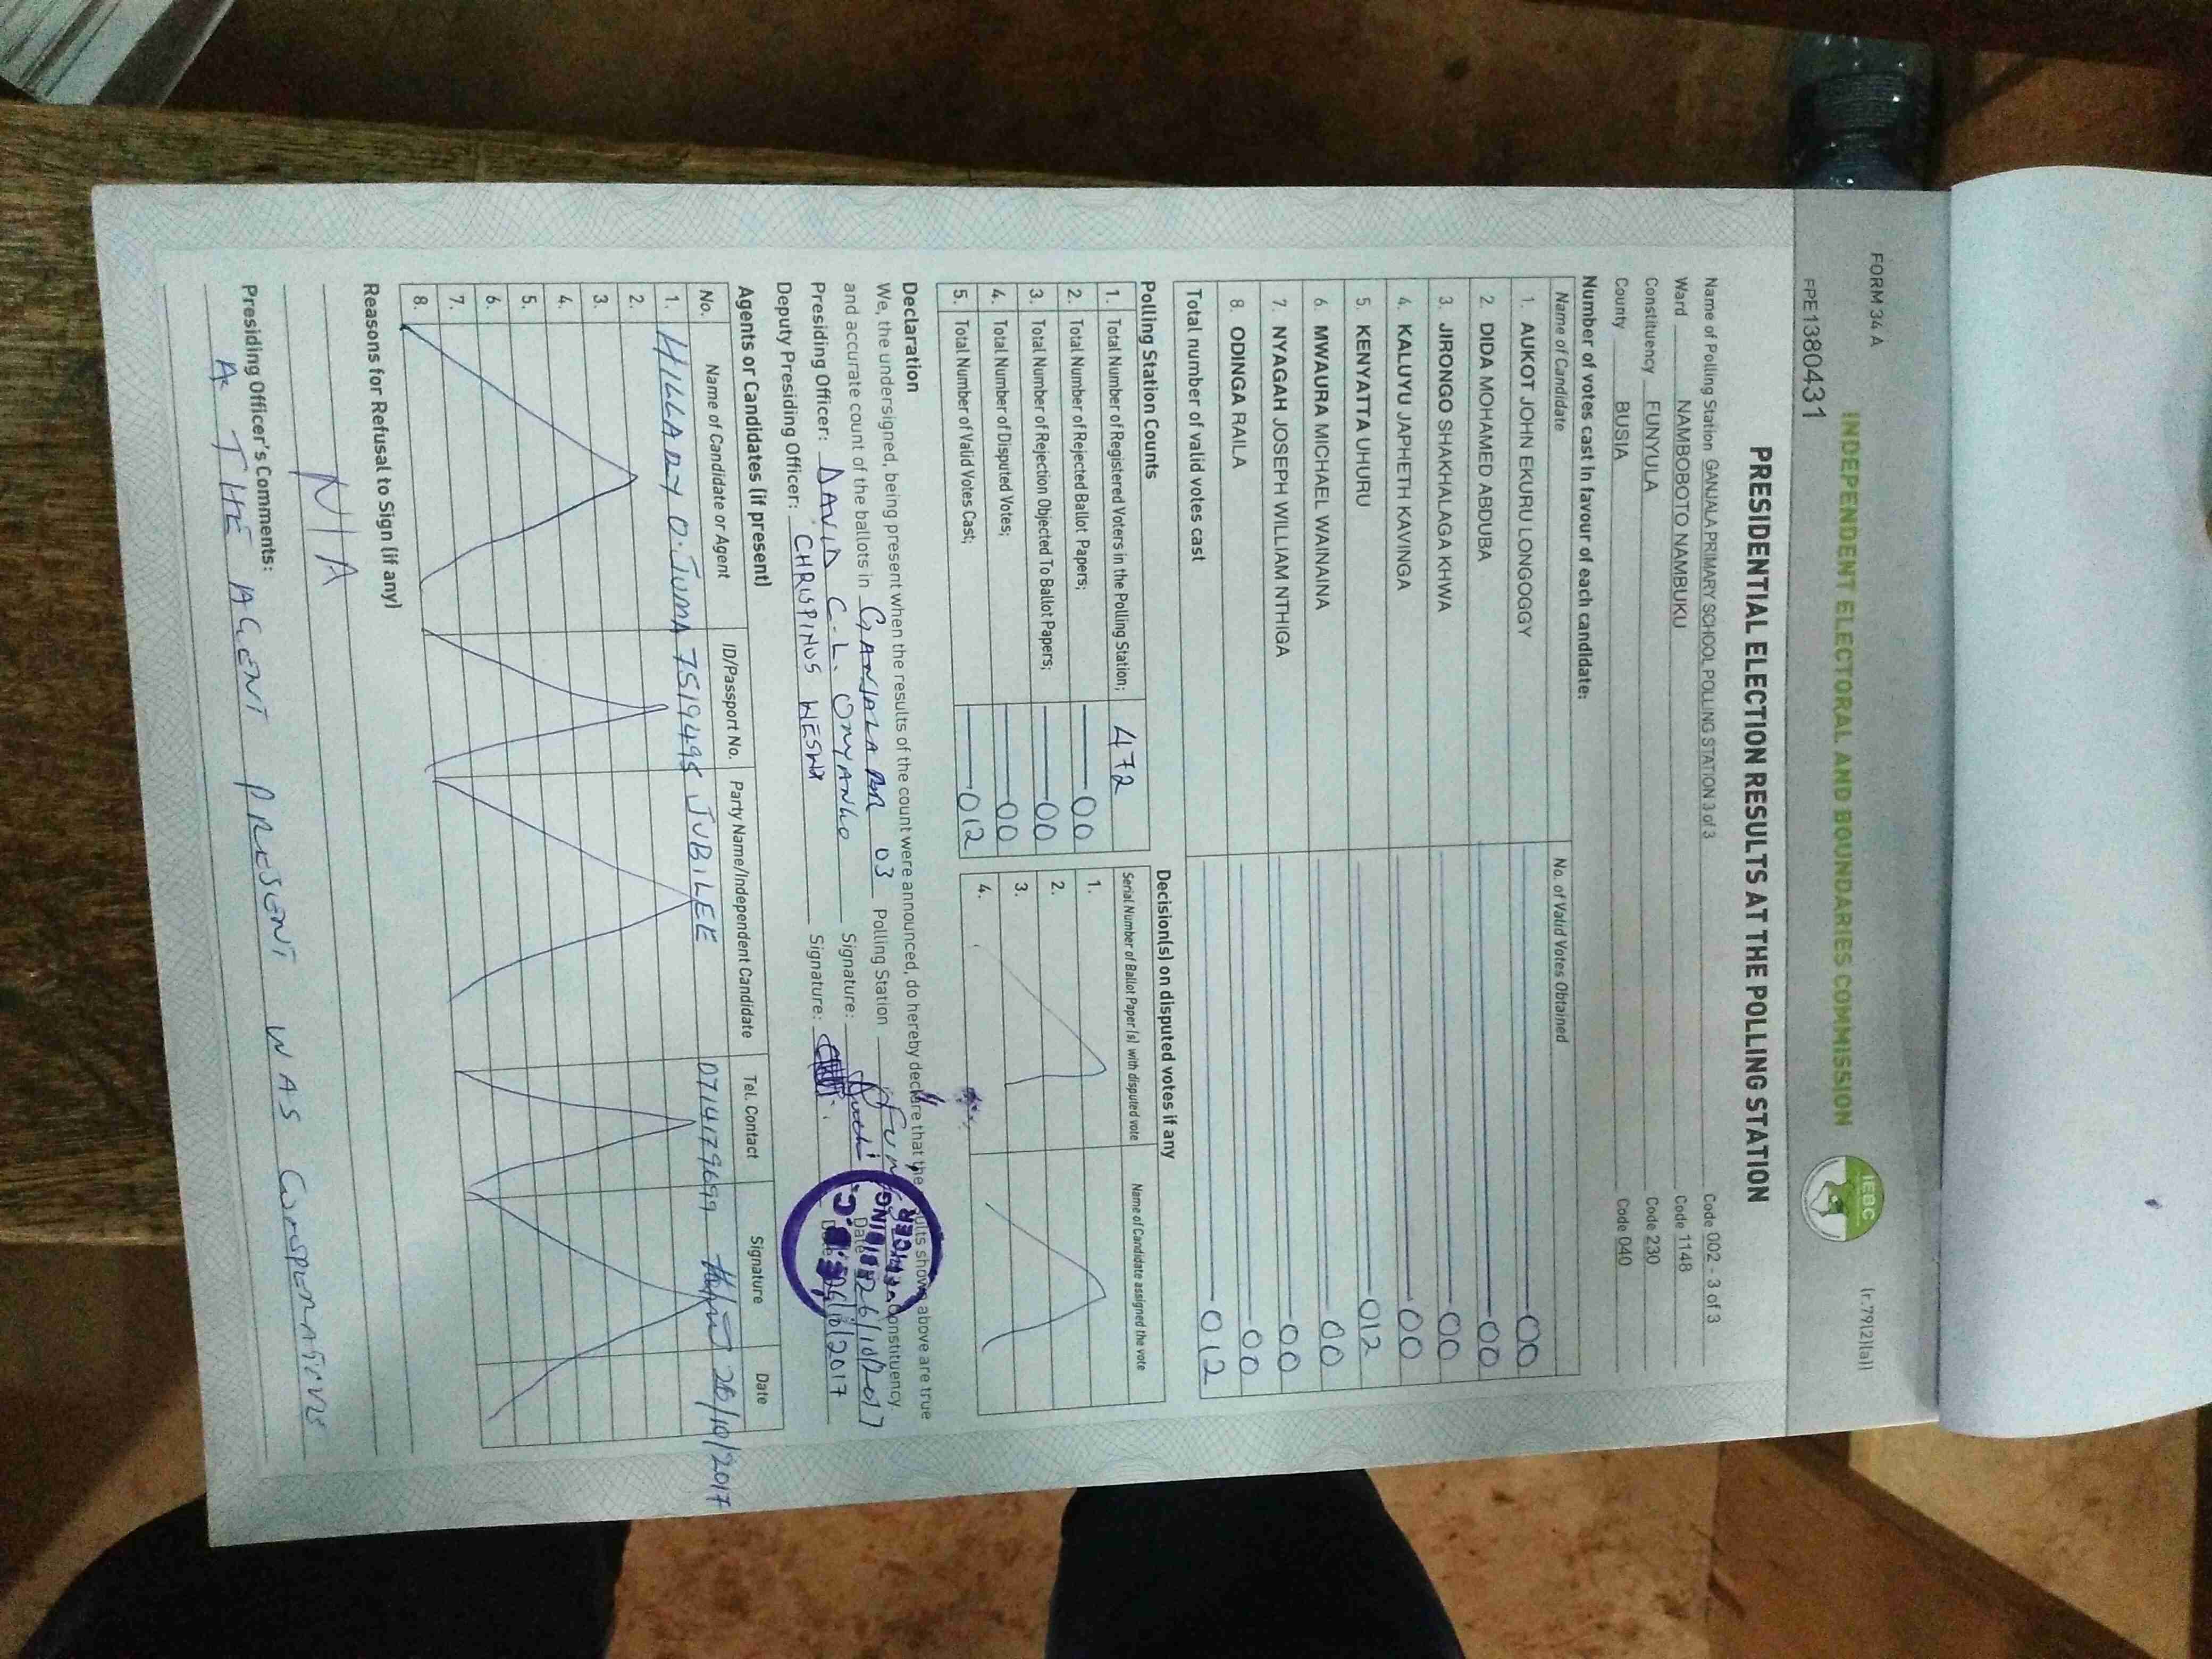 FORM 34 A
(r.79(2)(a))
INDEPENDENT ELECTORAL AND BOUNDARIES COMMISSION
IEBC
FPE1380431
PRESIDENTIAL ELECTION RESULTS AT THE POLLING STATION
Name of Polling Station GANJALA PRIMARY SCHOOL POLLING STATION 3 of 3 Code 002 - 3 of 3
Ward NAMBOBOTO NAMBUKU Code 1148
Constituency FUNYULA Code 230
County BUSIA Code 040
Number of votes cast in favour of each candidate:
Name of Candidate No. of Valid Votes Obtained
1. AUKOT JOHN EKURU LONGOGGY 00
2. DIDA MOHAMED ABDUBA 00
3. JIRONGO SHAKHALAGA KHWA 00
4. KALUYU JAPHETH KAVINGA 00
5. KENYATTA UHURU 012
6. MWAURA MICHAEL WAINAINA 00
7. NYAGAH JOSEPH WILLIAM NTHIGA 00
8. ODINGA RAILA 00
Total number of valid votes cast 012
Polling Station Counts
1. Total Number of Registered Voters in the Polling Station; 472
2. Total Number of Rejected Ballot Papers; 00
3. Total Number of Rejection Objected To Ballot Papers; 00
4. Total Number of Disputed Votes; 00
5. Total Number of Valid Votes Cast; 012
Decision(s) on disputed votes if any
Serial Number of Ballot Paper(s) with disputed vote Name of Candidate assigned the vote
1.
2.
3.
4.
Declaration
We, the undersigned, being present when the results of the count were announced, do hereby declare that the results shown above are true
and accurate count of the ballots in GANJALA 03 Polling Station Constituency.
Presiding Officer: DAVID C.L. ONYANGO Signature: Date 26/10/2017
Deputy Presiding Officer: CHRISPINUS Signature: Date 26/10/2017
Agents or Candidates (if present)
No. Name of Candidate or Agent ID/Passport No. Party Name/Independent Candidate Tel. Contact Signature Date
1. HILLARY O. JUMA 7519495 JUBILEE 0714179699 26/10/2017
2.
3.
4.
5.
6.
7.
8.
Reasons for Refusal to Sign (if any)
N/A
Presiding Officer's Comments:
THE AGENT PRESENT WAS